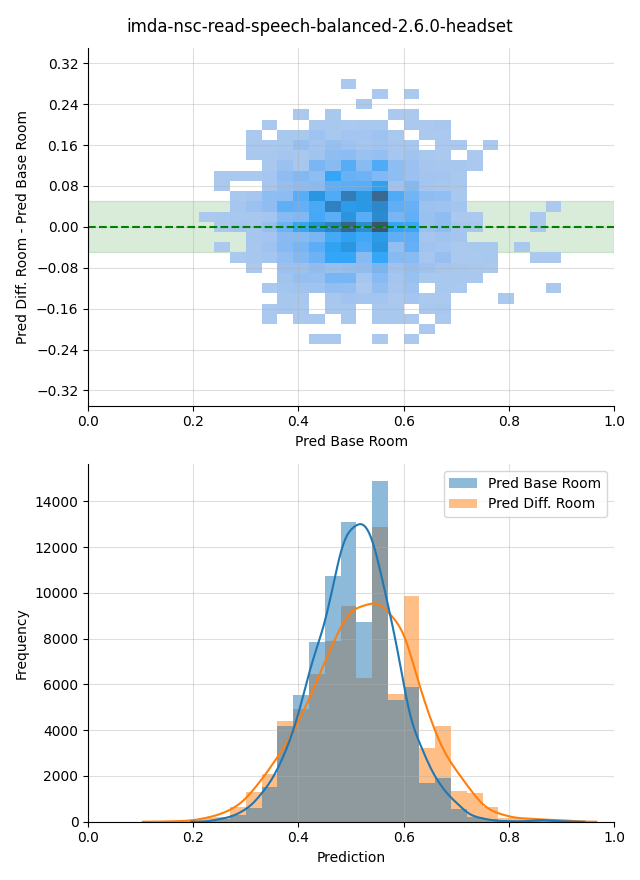 imda-nsc-read-speech-balanced-2.6.0-headset
0.32
0.24
0.16
0.08
0.00
−0.08
−0.16
−0.24
−0.32
Pred Diff. Room - Pred Base Room
0.0 0.2 0.4 0.6 0.8 1.0
Pred Base Room
Pred Base Room
Pred Diff. Room
14000
12000
10000
8000
6000
4000
2000
0
Frequency
0.0 0.2 0.4 0.6 0.8 1.0
Prediction